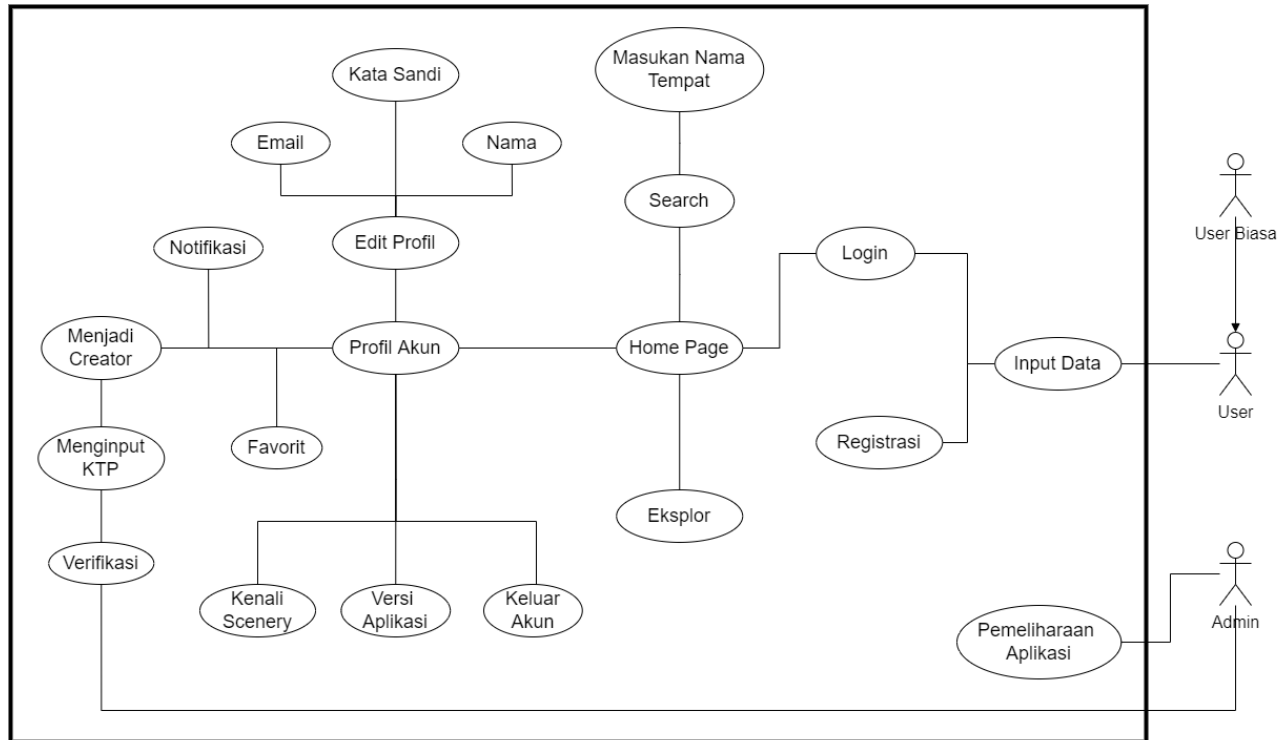 Masukan Nama
Tempat
Kata Sandi
Email
Nama
Search
User Biasa
Notifikasi
Edit Profil
Login
Menjadi
Creator
Profil Akun
Home Page
Input Data
User
Menginput
KTP
Favorit
Registrasi
Eksplor
Verifikasi
Kenali
Scenery
Versi
Aplikasi
Keluar
Akun
Admin
Pemeliharaan
Aplikasi